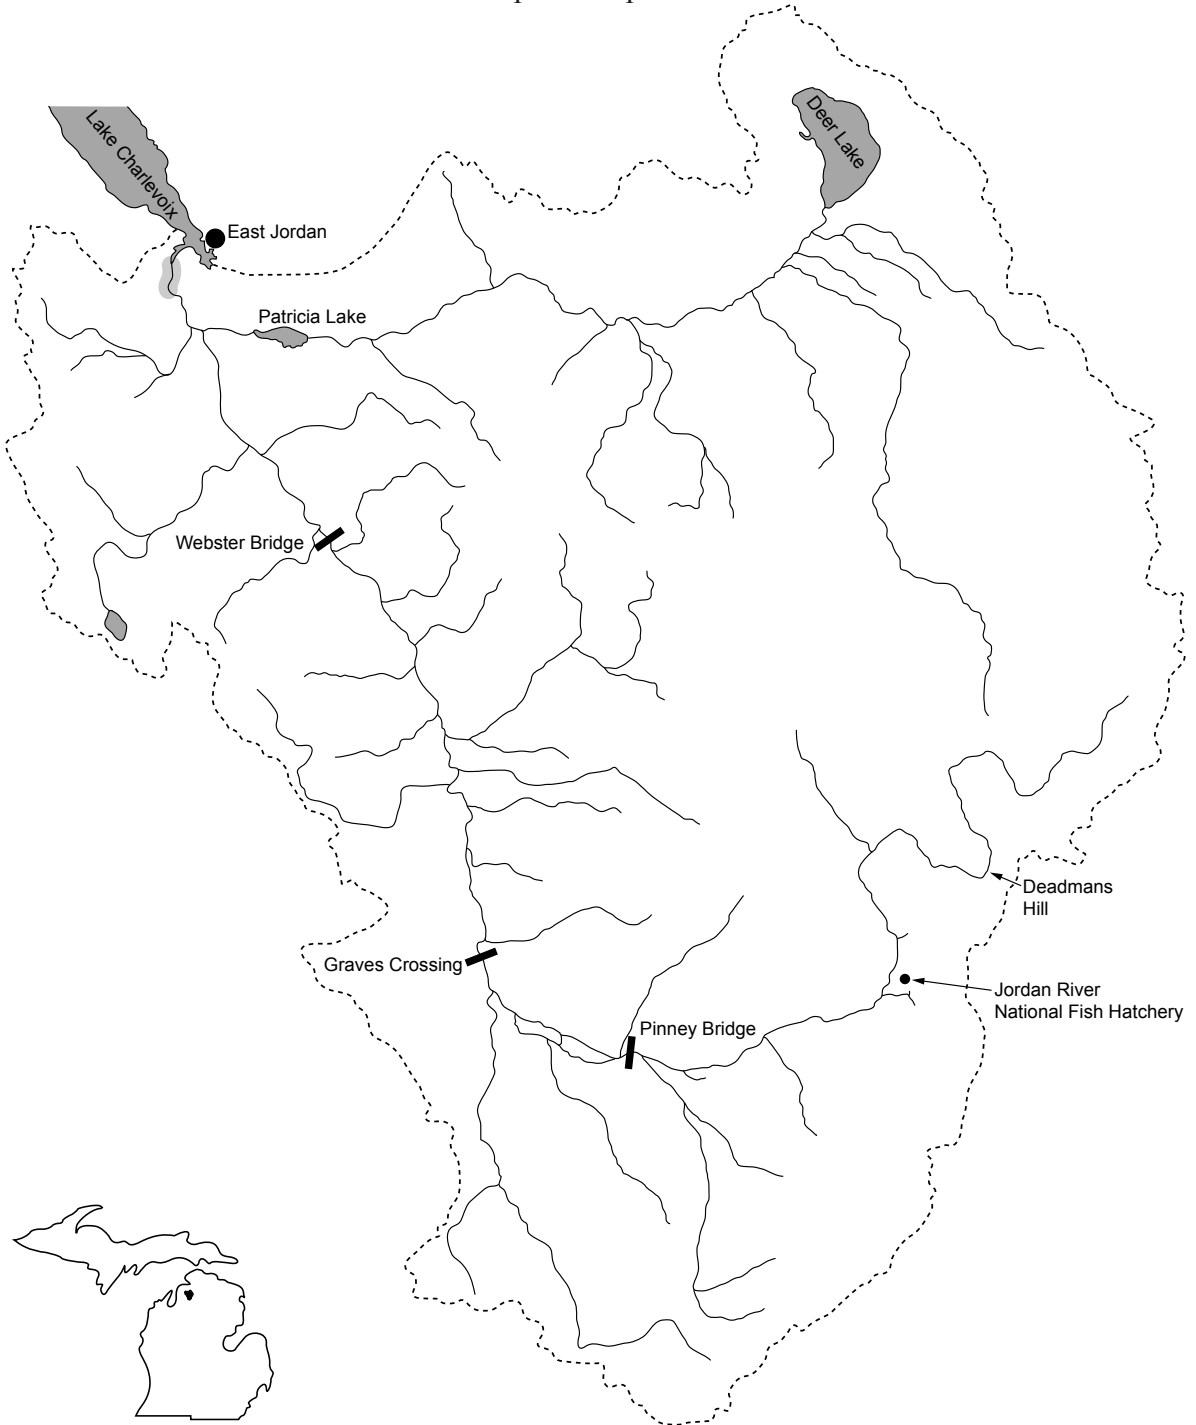 Deer Lake
Lake Charlevoix
East Jordan
Patricia Lake
Webster Bridge
Deadmans
Hill
Graves Crossing
Jordan River
National Fish Hatchery
Pinney Bridge